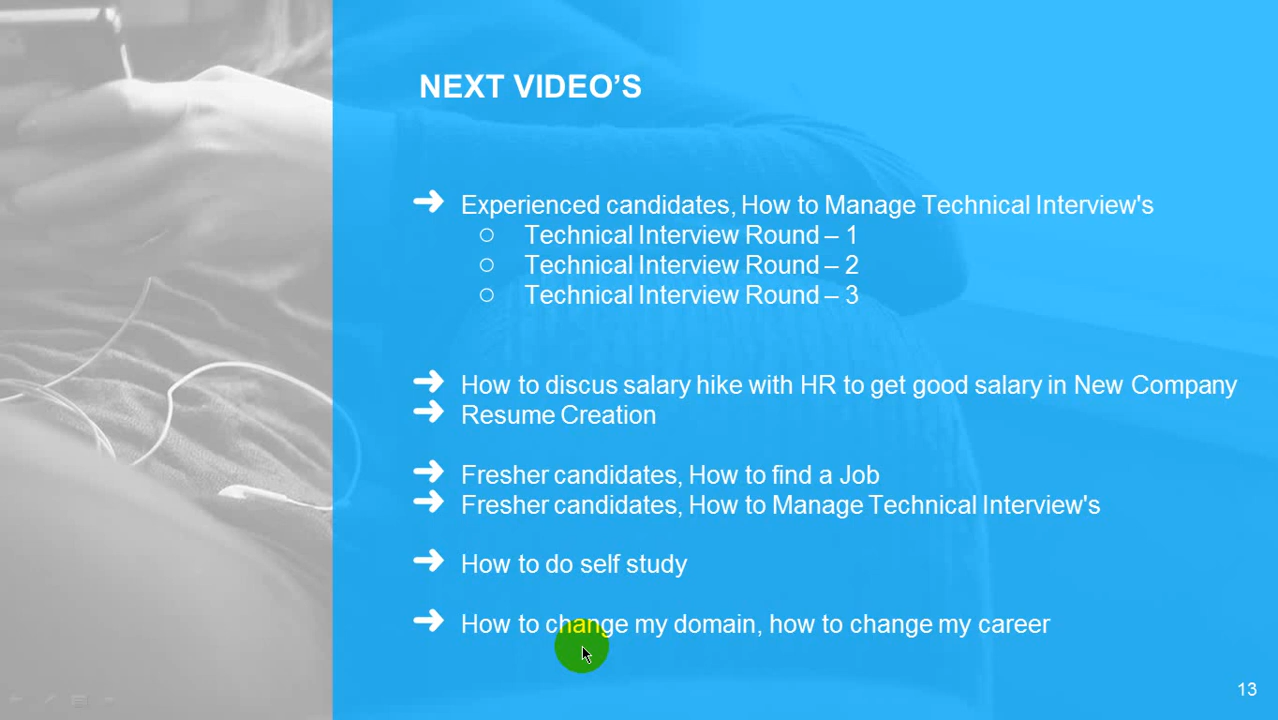 NEXT VIDEO’S
➜ Experienced candidates, How to Manage Technical Interview's
○ Technical Interview Round – 1
○ Technical Interview Round – 2
○ Technical Interview Round – 3
➜ How to discus salary hike with HR to get good salary in New Company
➜ Resume Creation
➜ Fresher candidates, How to find a Job
➜ Fresher candidates, How to Manage Technical Interview's
➜ How to do self study
➜ How to change my domain, how to change my career
13